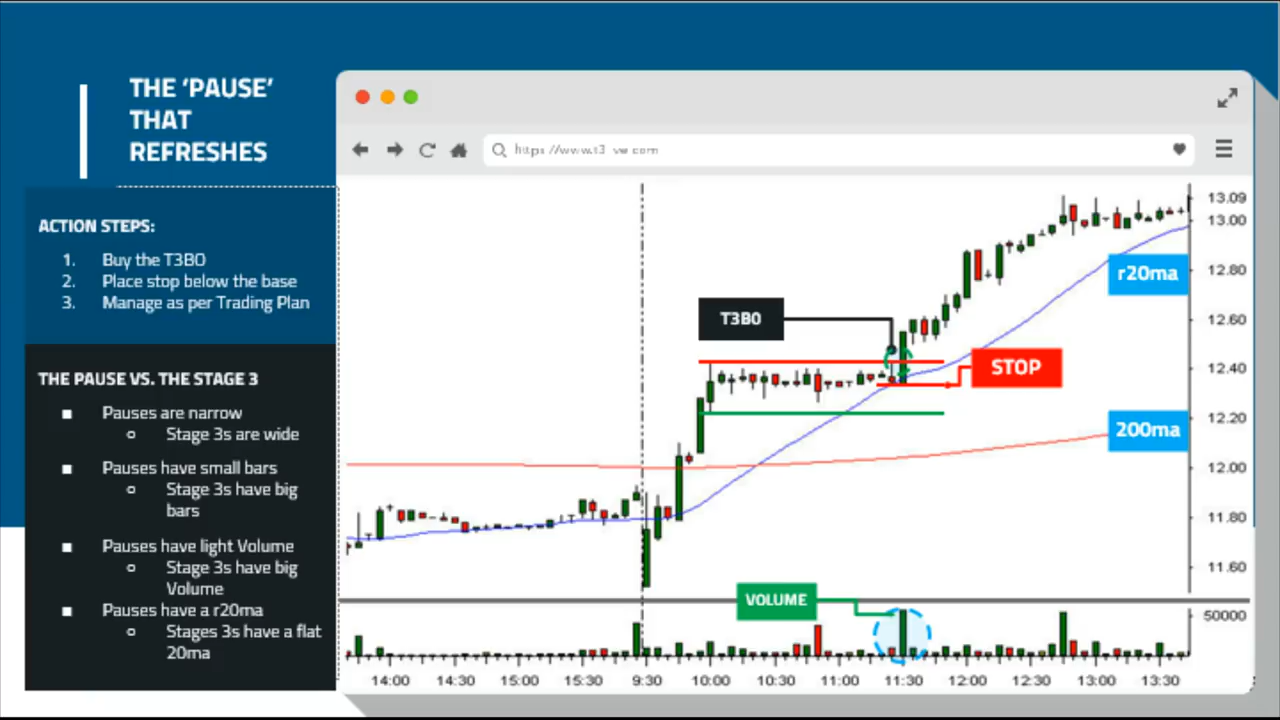 THE ‘PAUSE’
THAT
REFRESHES
ACTION STEPS:
1. Buy the T3B0
2. Place stop below the base
3. Manage as per Trading Plan
THE PAUSE VS. THE STAGE 3
Pauses are narrow
Stage 3s are wide
Pauses have small bars
Stage 3s have big
bars
Pauses have light Volume
Stage 3s have big
Volume
Pauses have a r20ma
Stages 3s have a flat
20ma
13.09
13.00
r20ma
12.80
T3B0
12.60
STOP
12.40
12.20
200ma
12.00
11.80
11.60
VOLUME
50000
14:00 14:30 15:00 15:30 9:30 10:00 10:30 11:00 11:30 12:00 12:30 13:00 13:30